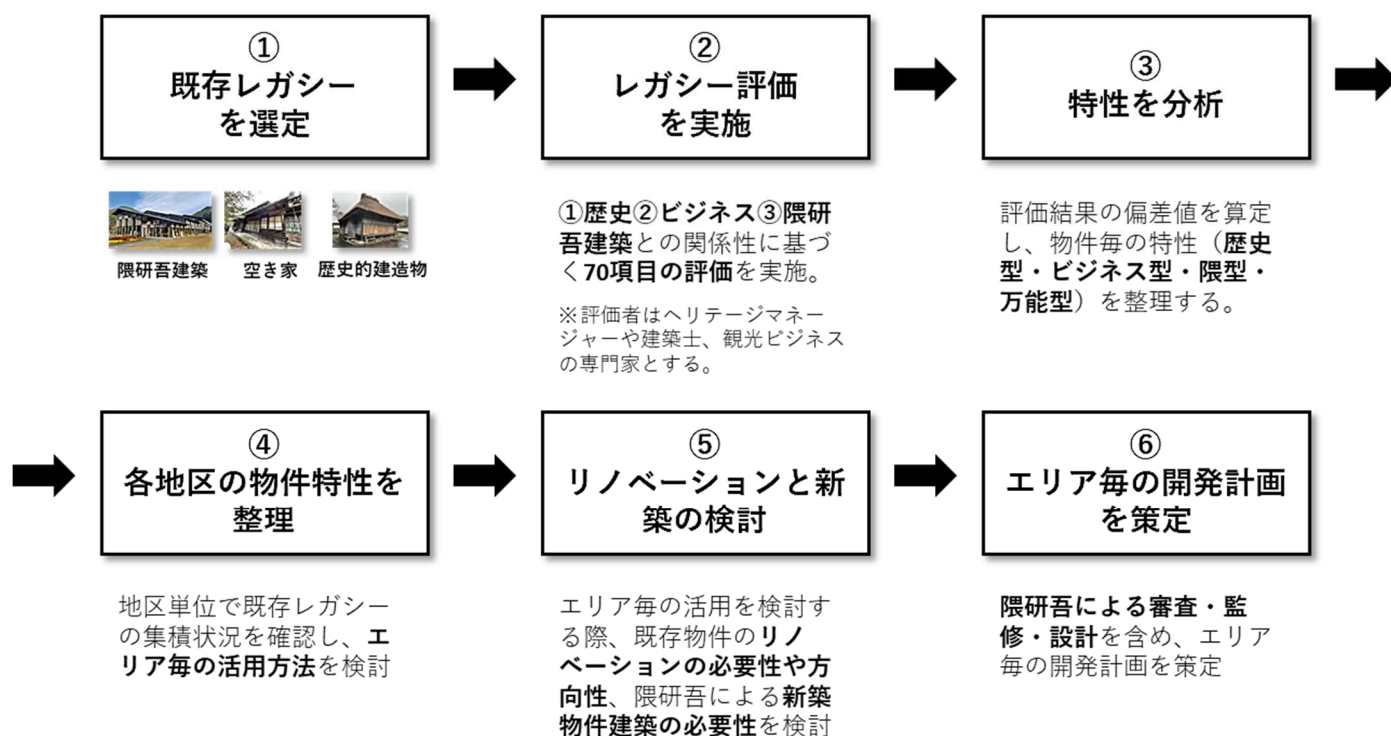 ①
既存レガシー
を選定
②
レガシー評価
を実施
③
特性を分析
隈研吾建築
空き家
歴史的建造物
①歴史②ビジネス③隈研
吾建築との関係性に基づ
く70項目の評価を実施。
※評価者はヘリテージマネー
ジャーや建築士、観光ビジネス
の専門家とする。
評価結果の偏差値を算定
し、物件毎の特性（歴史
型・ビジネス型・隈型・
万能型）を整理する。
④
各地区の物件特性を
整理
⑤
リノベーションと新
築の検討
⑥
エリア毎の開発計画
を策定
地区単位で既存レガシー
の集積状況を確認し、エ
リア毎の活用方法を検討
エリア毎の活用を検討す
る際、既存物件のリノ
ベーションの必要性や方
向性、隈研吾による新築
物件建築の必要性を検討
隈研吾による審査・監
修・設計を含め、エリア
毎の開発計画を策定